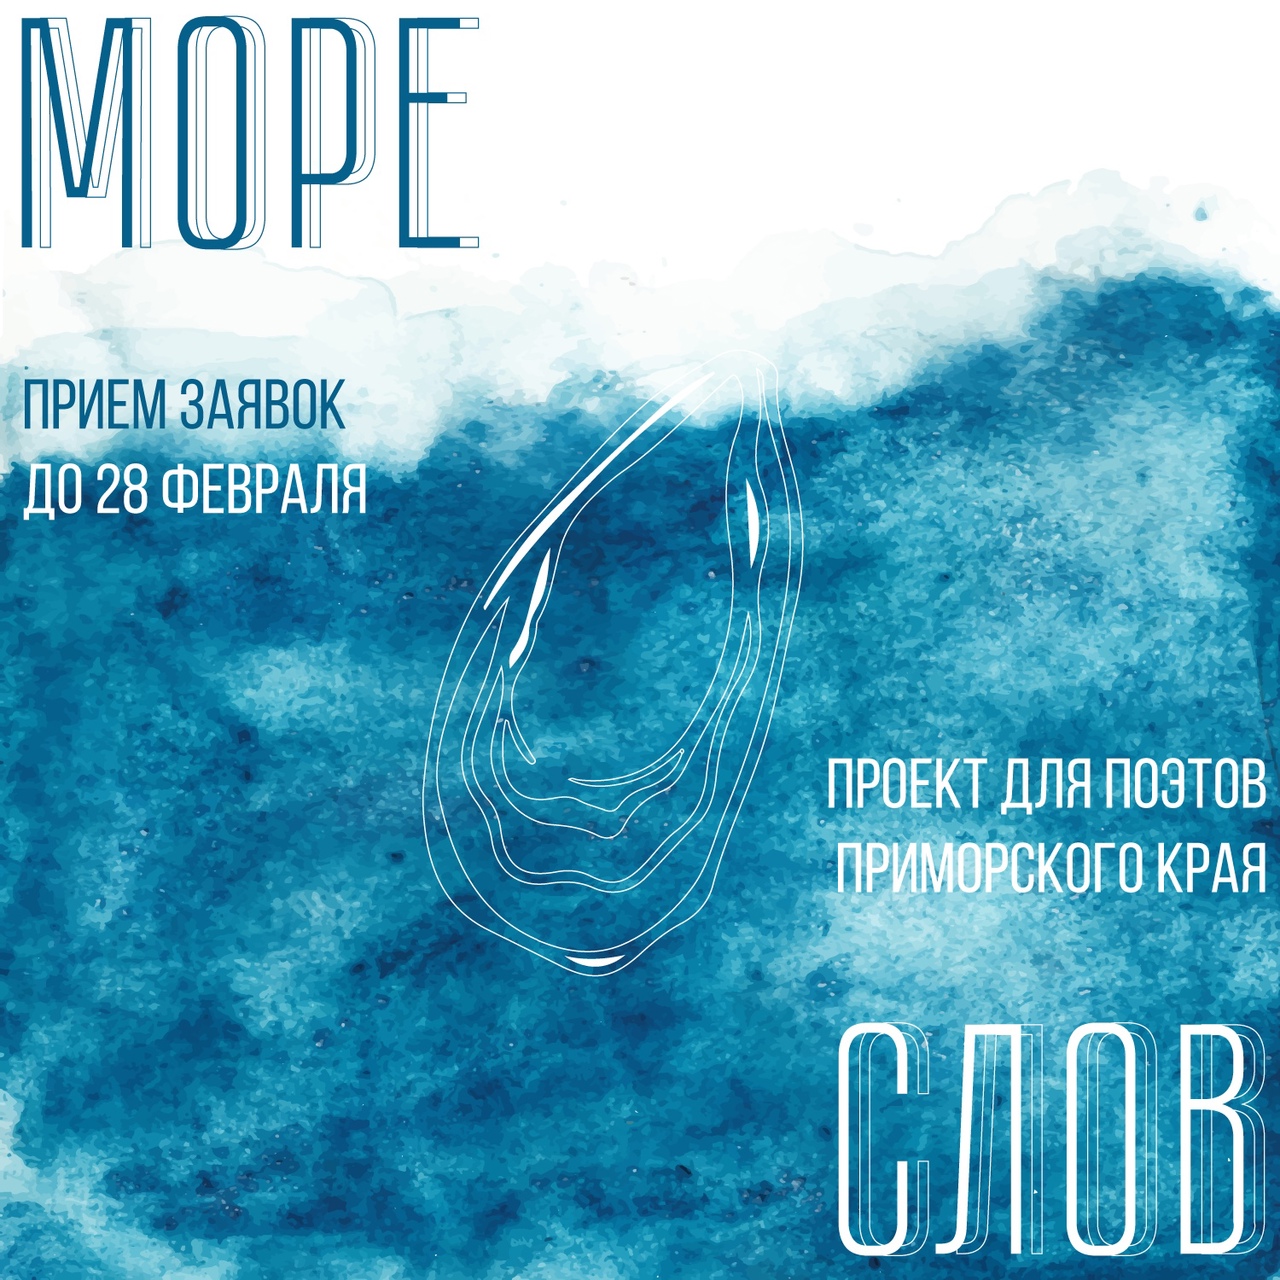 МОРЕ
ПРИЕМ ЗАЯВОК
ДО 28 ФЕВРАЛЯ
ПРОЕКТ ДЛЯ ПОЭТОВ
ПРИМОРСКОГО КРАЯ
СЛОВ